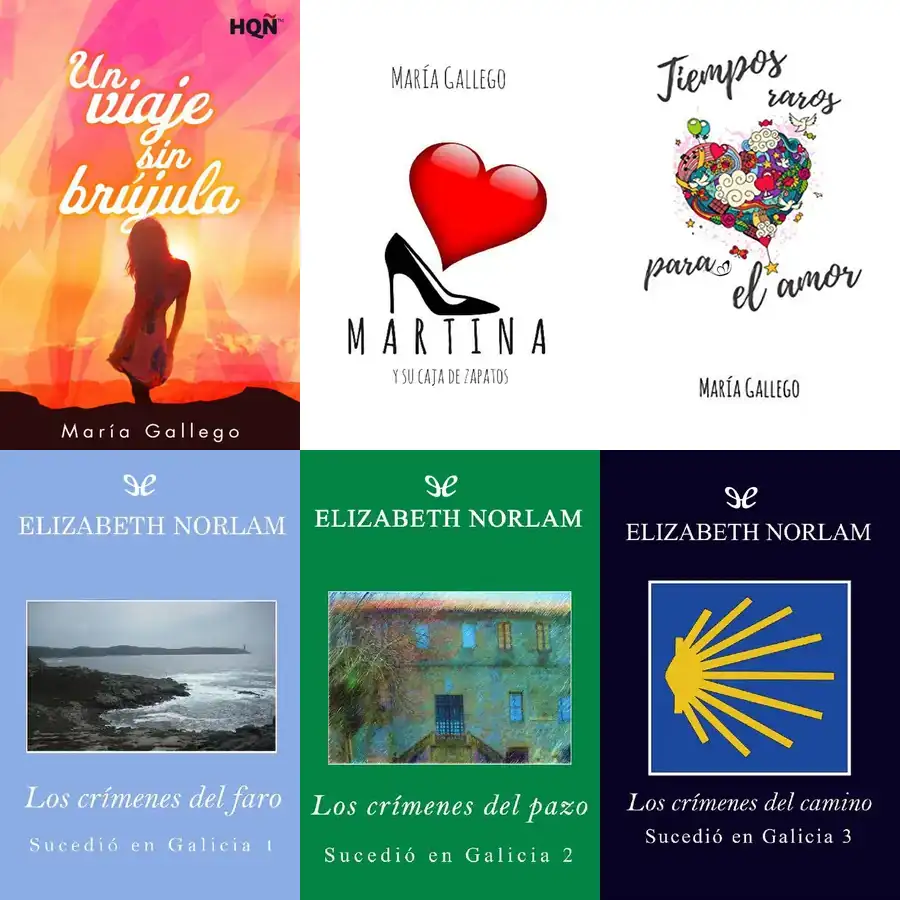 HQÑ
Un
viaje
sin
brújula
María Gallego
MARÍA GALLEGO
MARTINA
Y SU CAJA DE ZAPATOS
Tiempos
raros
para
el amor
MARÍA GALLEGO
ELIZABETH NORLAM
Los crímenes del faro
Sucedió en Galicia 1
ELIZABETH NORLAM
Los crímenes del pazo
Sucedió en Galicia 2
ELIZABETH NORLAM
Los crímenes del camino
Sucedió en Galicia 3